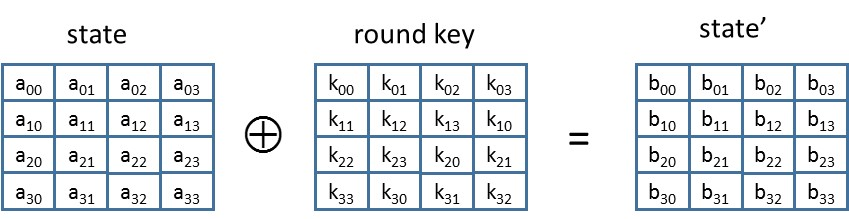 state round key state’
a₀₀ a₀₁ a₀₂ a₀₃ k₀₀ k₀₁ k₀₂ k₀₃ b₀₀ b₀₁ b₀₂ b₀₃
a₁₀ a₁₁ a₁₂ a₁₃ k₁₁ k₁₂ k₁₃ k₁₀ b₁₀ b₁₁ b₁₂ b₁₃
⊕ =
a₂₀ a₂₁ a₂₂ a₂₃ k₂₂ k₂₃ k₂₀ k₂₁ b₂₀ b₂₁ b₂₂ b₂₃
a₃₀ a₃₁ a₃₂ a₃₃ k₃₃ k₃₀ k₃₁ k₃₂ b₃₀ b₃₁ b₃₂ b₃₃